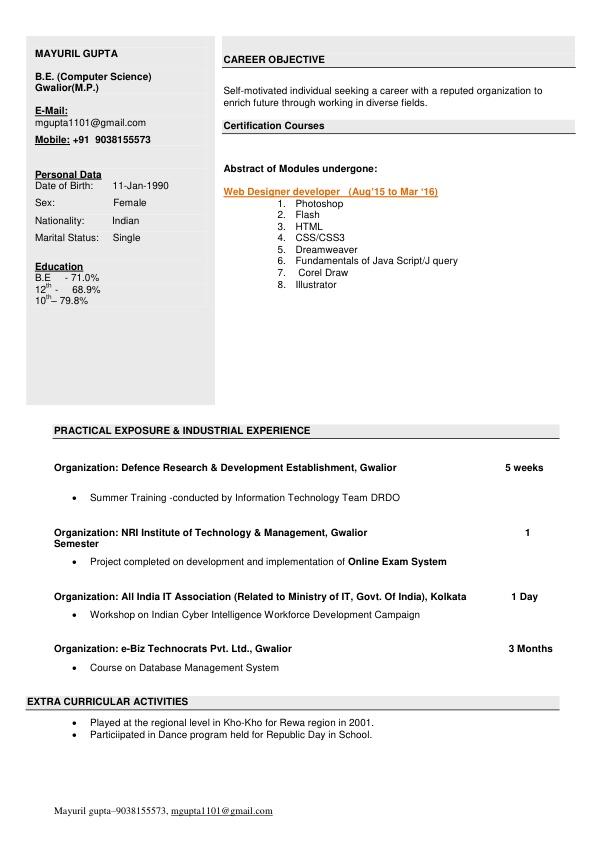 MAYURIL GUPTA
B.E. (Computer Science)
Gwalior(M.P.)
E-Mail:
mgupta1101@gmail.com
Mobile: +91 9038155573
Personal Data
Date of Birth: 11-Jan-1990
Sex: Female
Nationality: Indian
Marital Status: Single
Education
B.E - 71.0%
12th - 68.9%
10th– 79.8%
CAREER OBJECTIVE
Self-motivated individual seeking a career with a reputed organization to
enrich future through working in diverse fields.
Certification Courses
Abstract of Modules undergone:
Web Designer developer (Aug'15 to Mar '16)
1. Photoshop
2. Flash
3. HTML
4. CSS/CSS3
5. Dreamweaver
6. Fundamentals of Java Script/J query
7. Corel Draw
8. Illustrator
PRACTICAL EXPOSURE & INDUSTRIAL EXPERIENCE
Organization: Defence Research & Development Establishment, Gwalior 5 weeks
• Summer Training -conducted by Information Technology Team DRDO
Organization: NRI Institute of Technology & Management, Gwalior 1
Semester
• Project completed on development and implementation of Online Exam System
Organization: All India IT Association (Related to Ministry of IT, Govt. Of India), Kolkata 1 Day
• Workshop on Indian Cyber Intelligence Workforce Development Campaign
Organization: e-Biz Technocrats Pvt. Ltd., Gwalior 3 Months
• Course on Database Management System
EXTRA CURRICULAR ACTIVITIES
• Played at the regional level in Kho-Kho for Rewa region in 2001.
• Particiipated in Dance program held for Republic Day in School.
Mayuril gupta–9038155573, mgupta1101@gmail.com